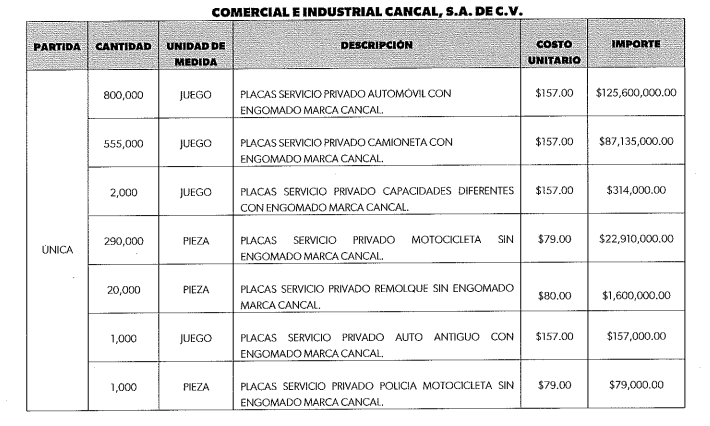 COMERCIAL E INDUSTRIAL CANCAL, S.A. DE C.V.
PARTIDA CANTIDAD UNIDAD DE MEDIDA DESCRIPCIÓN COSTO UNITARIO IMPORTE
ÚNICA
800,000 JUEGO PLACAS SERVICIO PRIVADO AUTOMÓVIL CON $157.00 $125,600,000.00
ENGOMADO MARCA CANCAL.
555,000 JUEGO PLACAS SERVICIO PRIVADO CAMIONETA CON $157.00 $87,135,000.00
ENGOMADO MARCA CANCAL.
2,000 JUEGO PLACAS SERVICIO PRIVADO CAPACIDADES DIFERENTES $157.00 $314,000.00
CON ENGOMADO MARCA CANCAL.
290,000 PIEZA PLACAS SERVICIO PRIVADO MOTOCICLETA SIN $79.00 $22,910,000.00
ENGOMADO MARCA CANCAL.
20,000 PIEZA PLACAS SERVICIO PRIVADO REMOLQUE SIN ENGOMADO $80.00 $1,600,000.00
MARCA CANCAL.
1,000 JUEGO PLACAS SERVICIO PRIVADO AUTO ANTIGUO CON $157.00 $157,000.00
ENGOMADO MARCA CANCAL.
1,000 PIEZA PLACAS SERVICIO PRIVADO POLICIA MOTOCICLETA SIN $79.00 $79,000.00
ENGOMADO MARCA CANCAL.